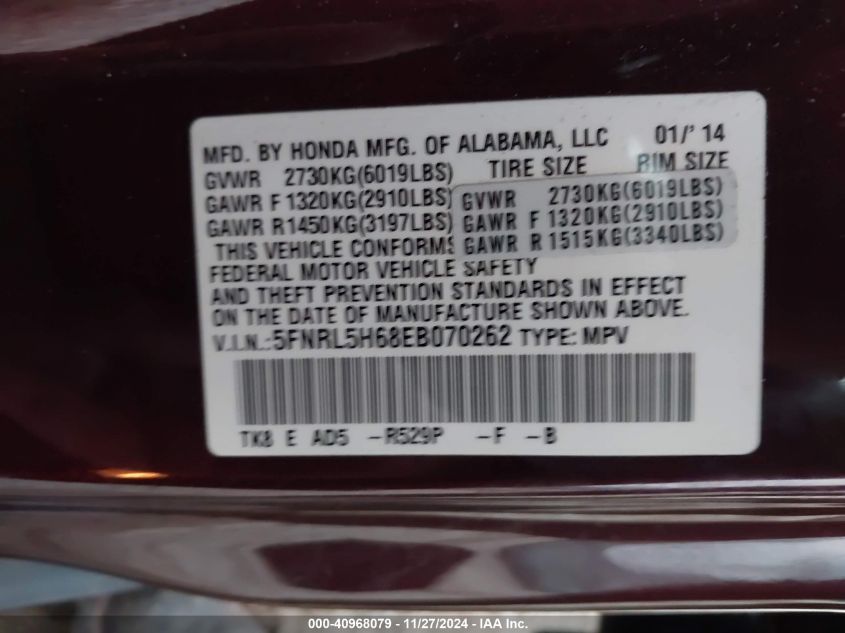 MFD. BY HONDA MFG. OF ALABAMA, LLC 01/' 14
GVWR 2730KG(6019LBS) TIRE SIZE RIM SIZE
GAWR F 1320KG(2910LBS)
GAWR R1450KG(3197LBS)
GVWR 2730KG(6019LBS)
GAWR F 1320KG(2910LBS)
GAWR R 1515KG(3340LBS)
THIS VEHICLE CONFORMS
FEDERAL MOTOR VEHICLE SAFETY
AND THEFT PREVENTION STANDARDS IN EFFECT
ON THE DATE OF MANUFACTURE SHOWN ABOVE.
V.I.N.:5FNRL5H68EB070262 TYPE: MPV
TK8 E AD5 -R529P -F -B
000-40968079 - 11/27/2024 - IAA Inc.